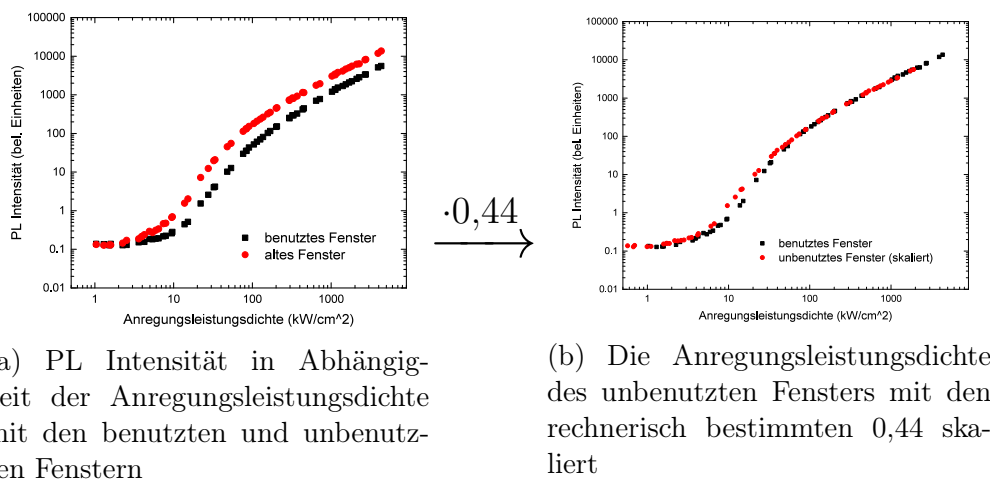 100000
10000
1000
100
10
1
0.1
0.01
PL Intensität (bel. Einheiten)
benutztes Fenster
altes Fenster
1
10
100
1000
Anregungsleistungsdichte (kW/cm^2)
·0,44
100000
10000
1000
100
10
1
0.1
0.01
PL Intensität (bel. Einheiten)
benutztes Fenster
unbenutztes Fenster (skaliert)
1
10
100
1000
Anregungsleistungsdichte (kW/cm^2)
a) PL Intensität in Abhängig-
eit der Anregungsleistungsdichte
mit den benutzten und unbenutz-
en Fenstern
(b) Die Anregungsleistungsdichte
des unbenutzten Fensters mit den
rechnerisch bestimmten 0,44 ska-
liert